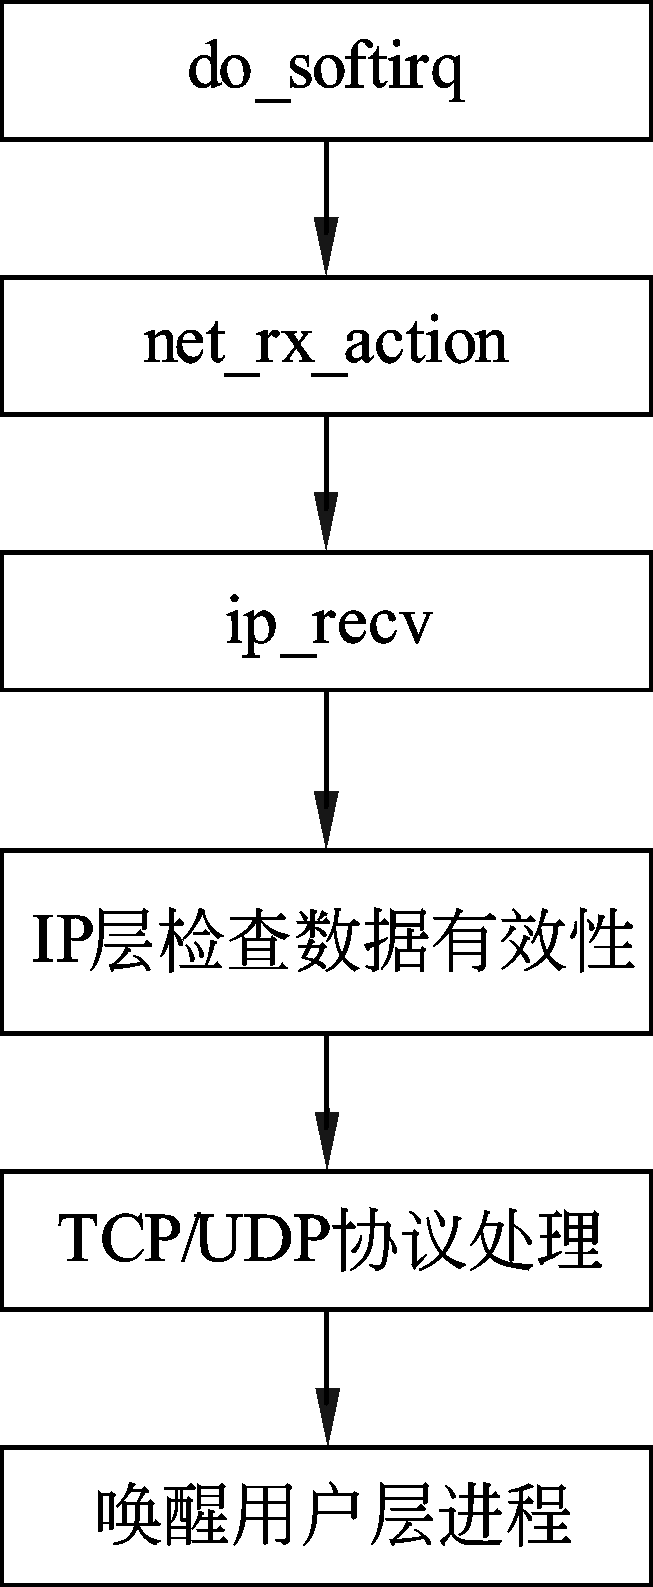 do_softirq
net_rx_action
ip_recv
IP层检查数据有效性
TCP/UDP协议处理
唤醒用户层进程